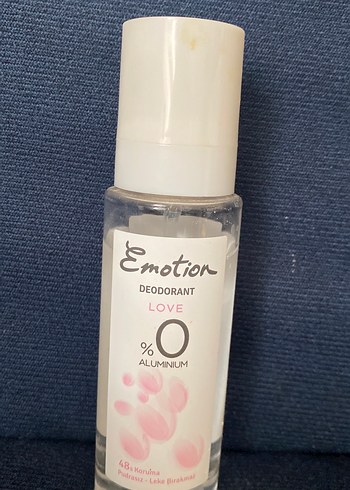 Emotion
DEODORANT
LOVE
%0
ALUMINIUM
48s Koruma
Pudrasız - Leke Bırakmaz